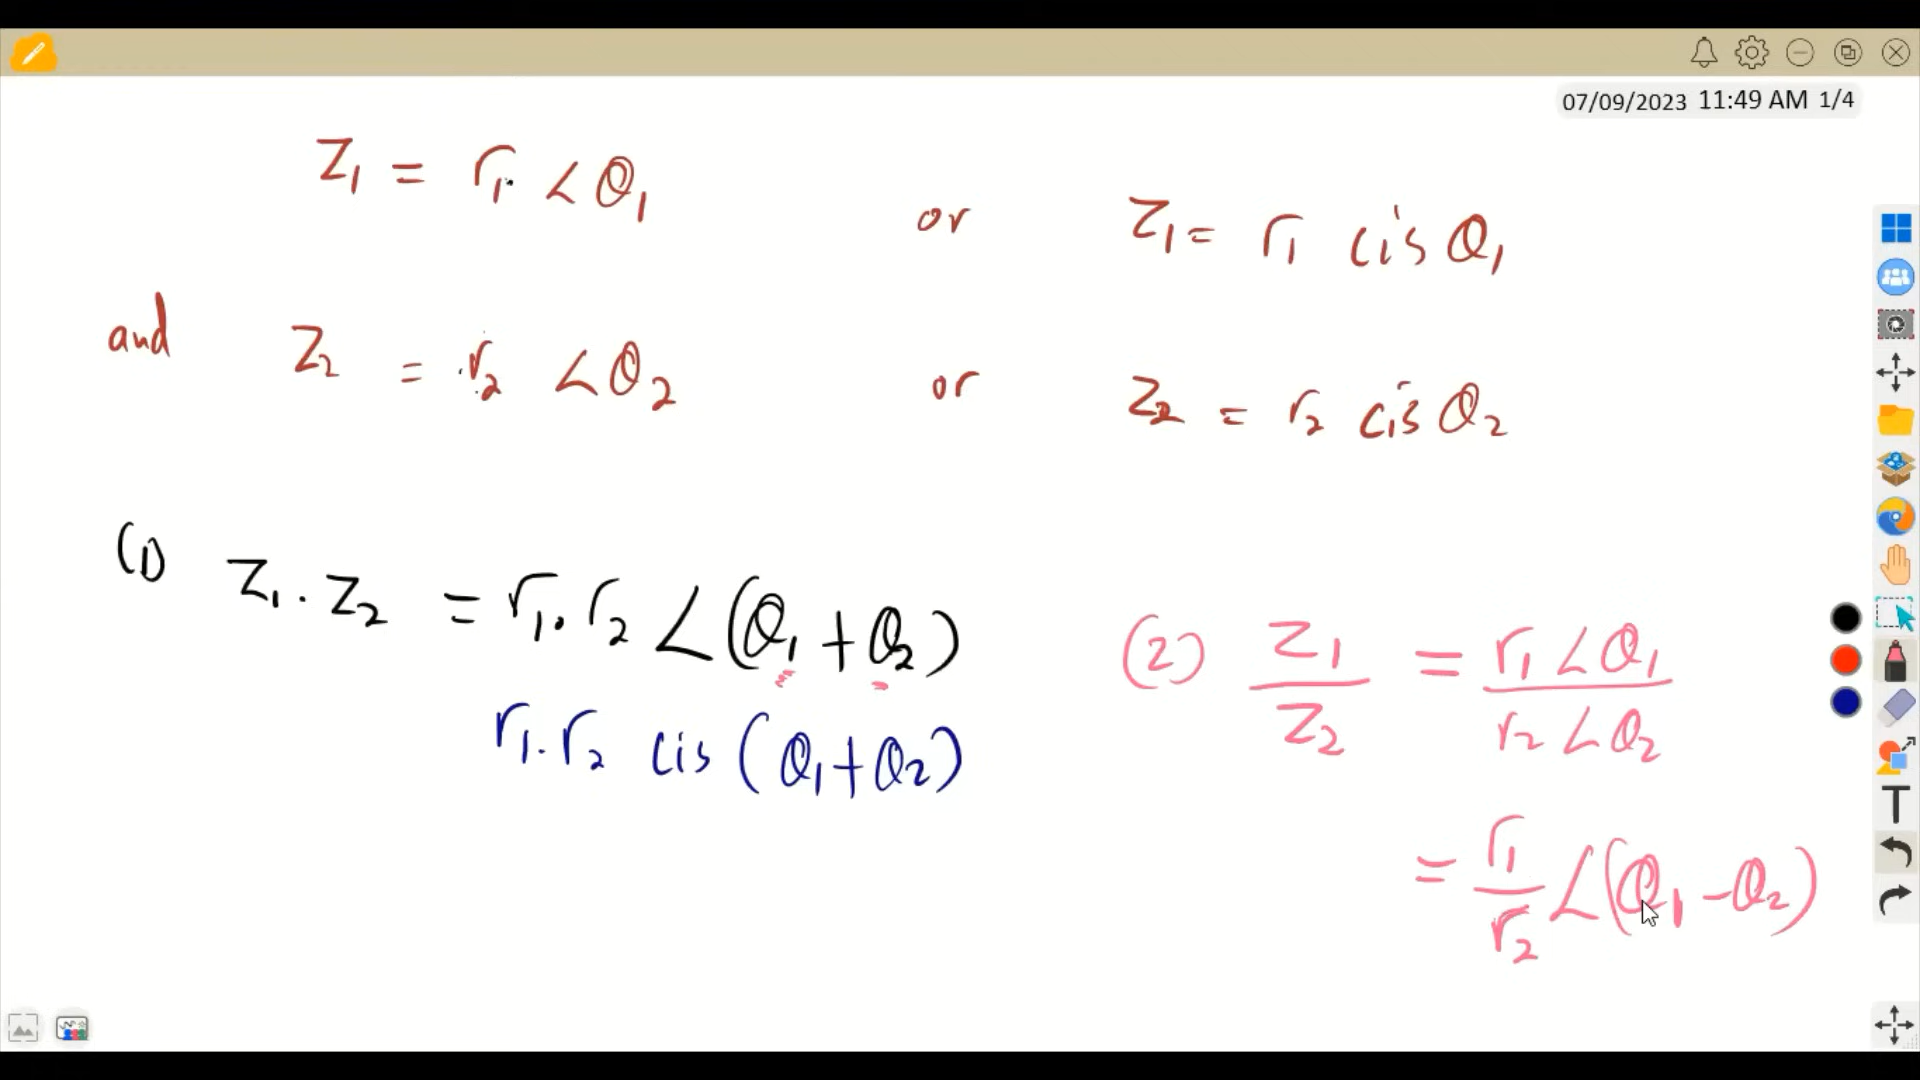 07/09/2023 11:49 AM 1/4
Z₁ = r₁ ∠θ₁ or Z₁ = r₁ cis θ₁
and Z₂ = r₂ ∠θ₂ or Z₂ = r₂ cis θ₂
(1) Z₁ . Z₂ = r₁ . r₂ ∠(θ₁ + θ₂)
r₁ . r₂ cis (θ₁ + θ₂)
(2) Z₁/Z₂ = r₁ ∠θ₁ / r₂ ∠θ₂
= r₁/r₂ ∠(θ₁ - θ₂)
T